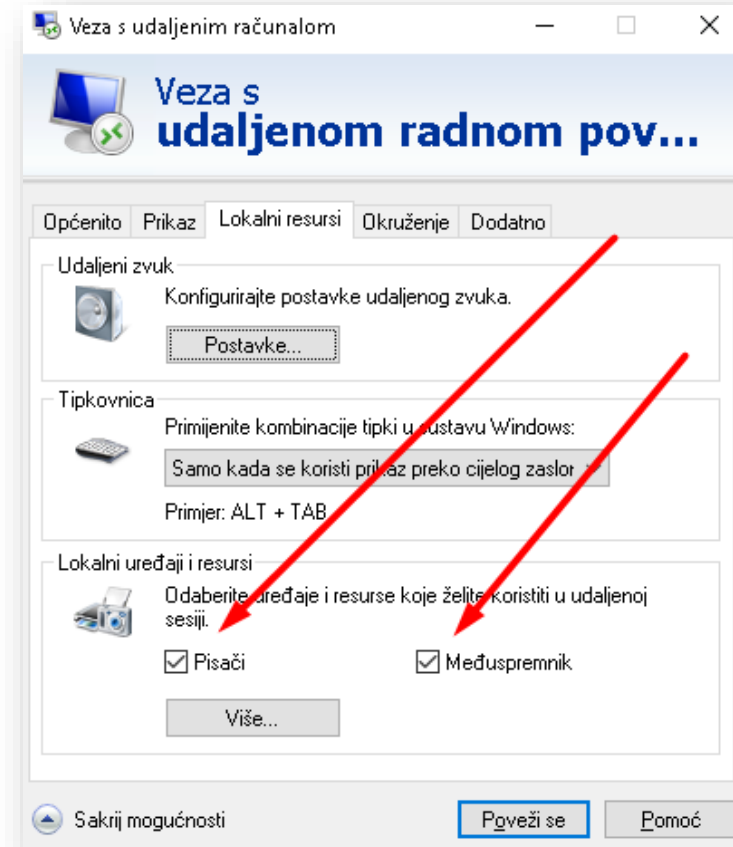 Veza s udaljenim računalom
Veza s
udaljenom radnom pov...
Općenito Prikaz Lokalni resursi Okruženje Dodatno
Udaljeni zvuk
Konfigurirajte postavke udaljenog zvuka.
Postavke...
Tipkovnica
Primijenite kombinacije tipki u sustavu Windows:
Samo kada se koristi prikaz preko cijelog zaslor
Primjer: ALT + TAB
Lokalni uređaji i resursi
Odaberite uređaje i resurse koje želite koristiti u udaljenoj
sesiji.
Pisači Međuspremnik
Više...
Sakrij mogućnosti Poveži se Pomoć